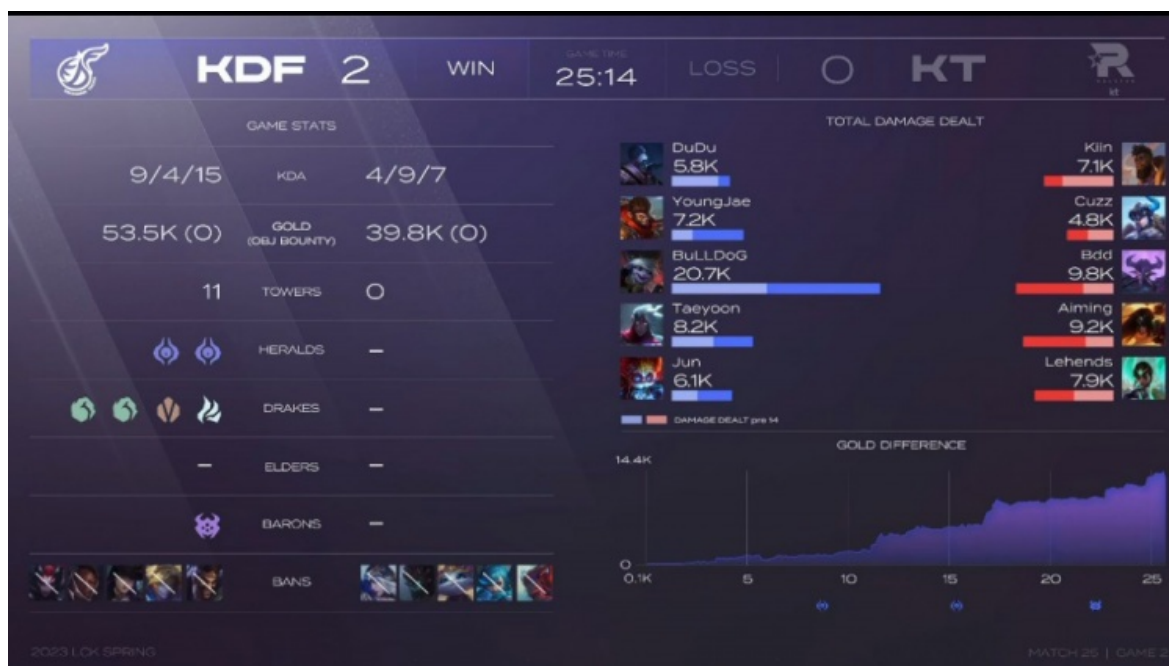 KDF 2 WIN
GAME TIME
25:14
LOSS 0 KT
kt
GAME STATS
9/4/15 KDA 4/9/7
53.5K (0) GOLD (OBJ BOUNTY) 39.8K (0)
11 TOWERS 0
HERALDS –
DRAKES –
– ELDERS –
BARONS –
BANS
TOTAL DAMAGE DEALT
DuDu Kiin
5.8K 7.1K
YoungJae Cuzz
7.2K 4.8K
BuLLDoG Bdd
20.7K 9.8K
Taeyoon Aiming
8.2K 9.2K
Jun Lehends
6.1K 7.9K
DAMAGE DEALT pre 14
GOLD DIFFERENCE
14.4K
0
0.1K 5 10 15 20 25
2023 LCK SPRING
MATCH 25 | GAME